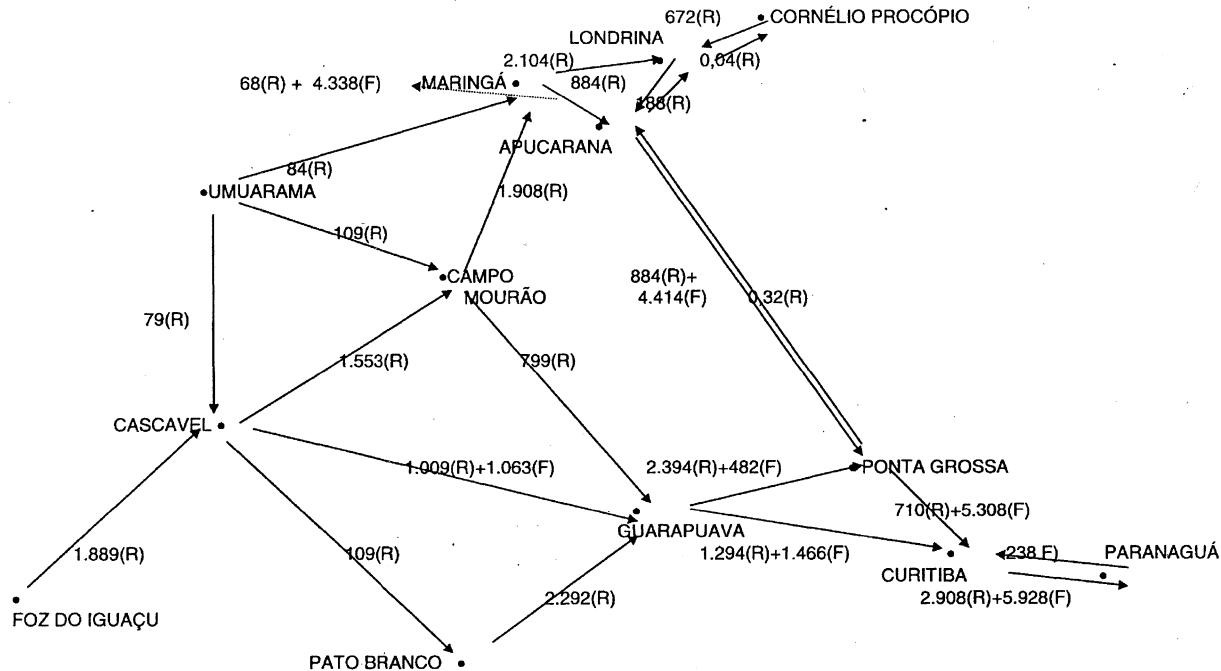 672(R)
CORNÉLIO PROCÓPIO
LONDRINA
2.104(R)
0,04(R)
68(R) + 4.338(F)
MARINGÁ
884(R)
188(R)
APUCARANA
84(R)
UMUARAMA
1.908(R)
109(R)
CAMPO
MOURÃO
884(R)+
4.414(F)
0,32(R)
79(R)
1.553(R)
799(R)
CASCAVEL
1.009(R)+1.063(F)
2.394(R)+482(F)
PONTA GROSSA
710(R)+5.308(F)
GUARAPUAVA
1.889(R)
109(R)
1.294(R)+1.466(F)
238 F)
PARANAGUÁ
CURITIBA
2.292(R)
2.908(R)+5.928(F)
FOZ DO IGUAÇU
PATO BRANCO